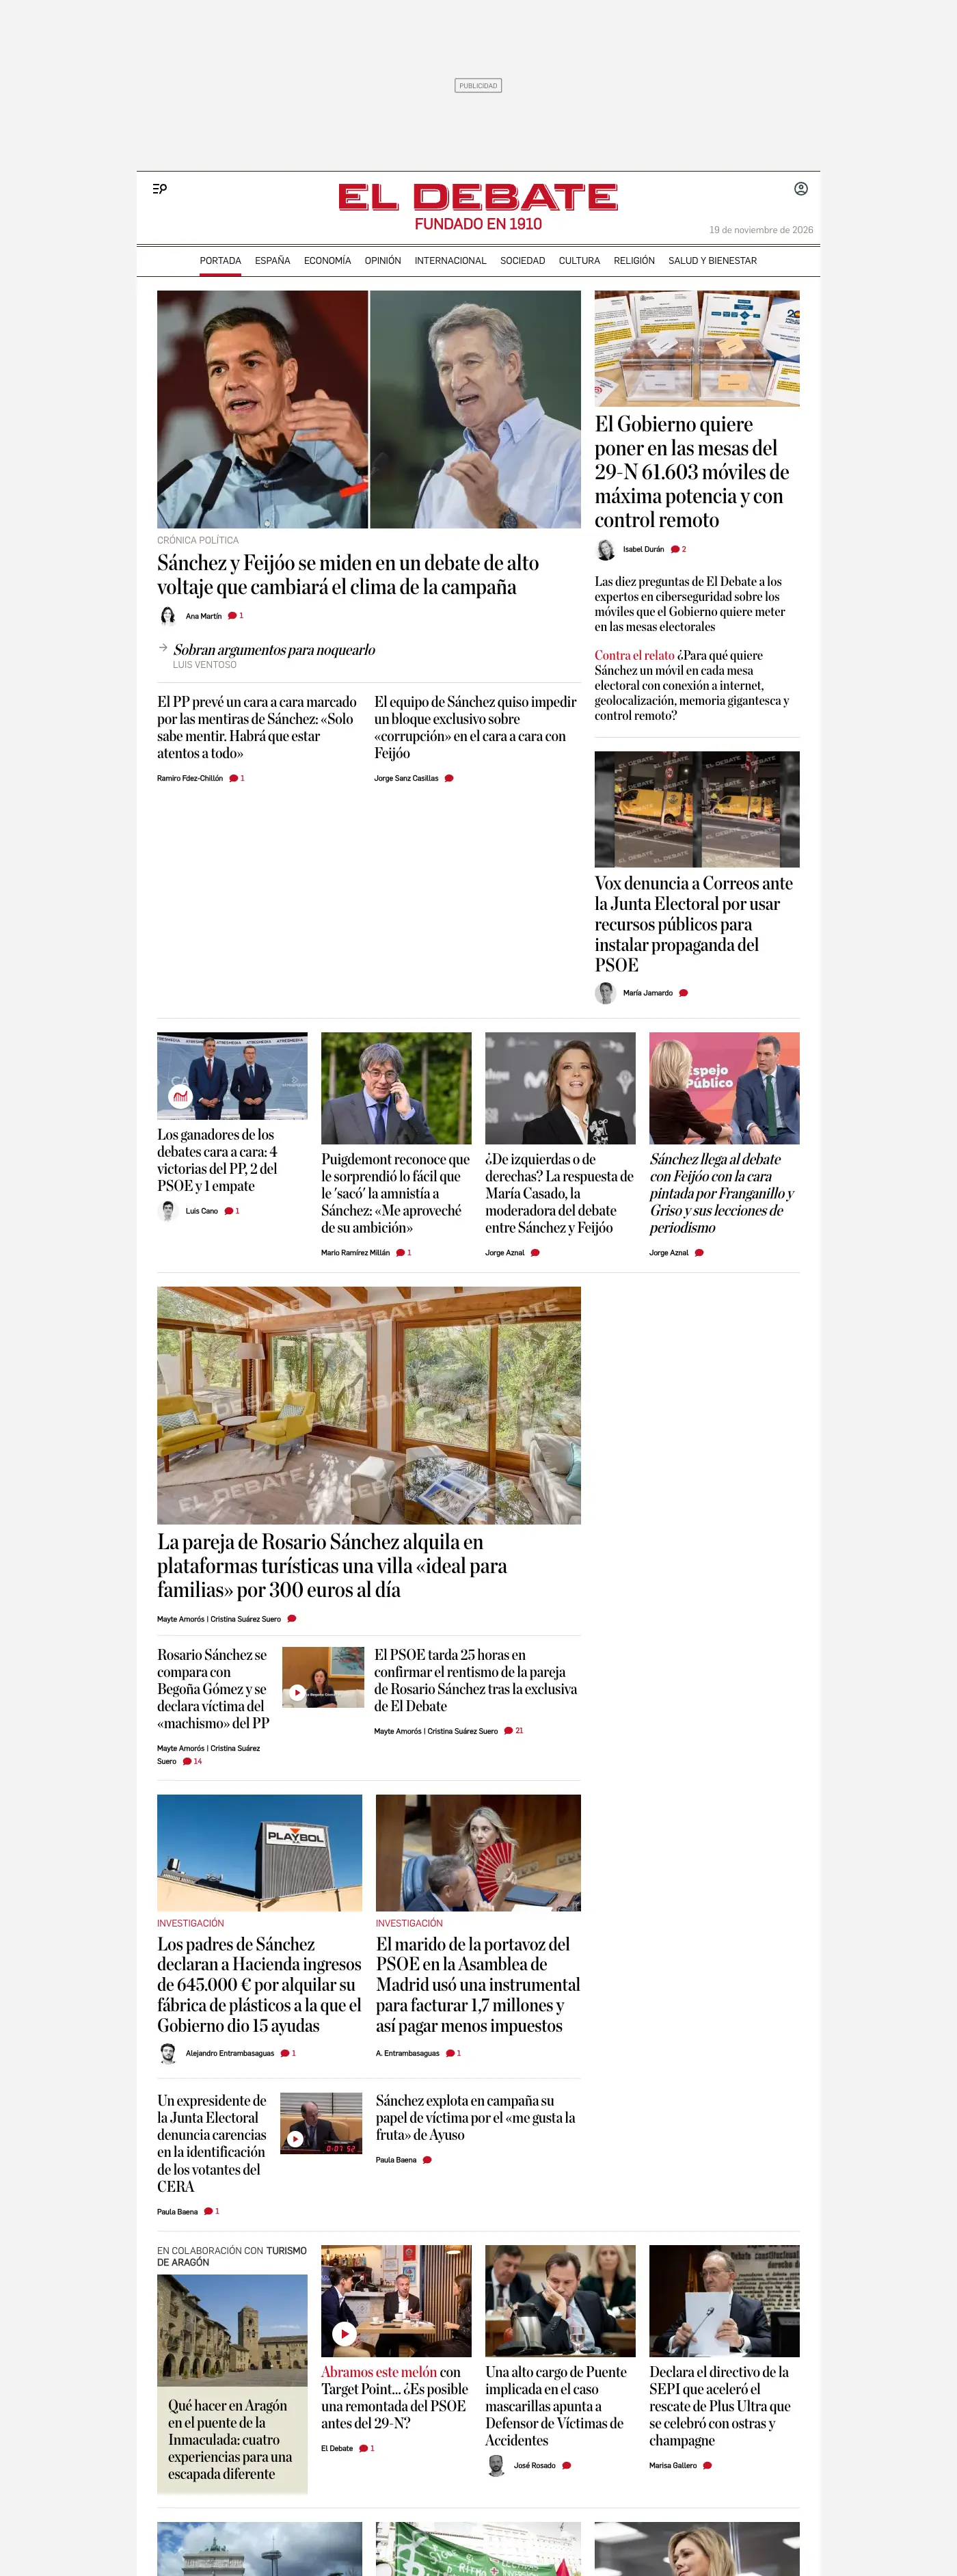 PUBLICIDAD
EL DEBATE
FUNDADO EN 1910
19 de noviembre de 2026
PORTADA ESPAÑA ECONOMÍA OPINIÓN INTERNACIONAL SOCIEDAD CULTURA RELIGIÓN SALUD Y BIENESTAR
CRÓNICA POLÍTICA
Sánchez y Feijóo se miden en un debate de alto
voltaje que cambiará el clima de la campaña
Ana Martín 1
Sobran argumentos para noquearlo
LUIS VENTOSO
El PP prevé un cara a cara marcado
por las mentiras de Sánchez: «Solo
sabe mentir. Habrá que estar
atentos a todo»
Ramiro Fdez-Chillón 1
El equipo de Sánchez quiso impedir
un bloque exclusivo sobre
«corrupción» en el cara a cara con
Feijóo
Jorge Sanz Casillas
El Gobierno quiere
poner en las mesas del
29-N 61.603 móviles de
máxima potencia y con
control remoto
Isabel Durán 2
Las diez preguntas de El Debate a los
expertos en ciberseguridad sobre los
móviles que el Gobierno quiere meter
en las mesas electorales
Contra el relato ¿Para qué quiere
Sánchez un móvil en cada mesa
electoral con conexión a internet,
geolocalización, memoria gigantesca y
control remoto?
EL DEBATE
Vox denuncia a Correos ante
la Junta Electoral por usar
recursos públicos para
instalar propaganda del
PSOE
María Jamardo
ATRESMEDIA
Los ganadores de los
debates cara a cara: 4
victorias del PP, 2 del
PSOE y 1 empate
Luis Cano 1
Puigdemont reconoce que
le sorprendió lo fácil que
le 'sacó' la amnistía a
Sánchez: «Me aproveché
de su ambición»
Mario Ramírez Millán 1
¿De izquierdas o de
derechas? La respuesta de
María Casado, la
moderadora del debate
entre Sánchez y Feijóo
Jorge Aznal
Espejo
Público
Sánchez llega al debate
con Feijóo con la cara
pintada por Franganillo y
Griso y sus lecciones de
periodismo
Jorge Aznal
EL DEBATE
La pareja de Rosario Sánchez alquila en
plataformas turísticas una villa «ideal para
familias» por 300 euros al día
Mayte Amorós | Cristina Suárez Suero
Rosario Sánchez se
compara con
Begoña Gómez y se
declara víctima del
«machismo» del PP
Mayte Amorós | Cristina Suárez
Suero 14
El PSOE tarda 25 horas en
confirmar el rentismo de la pareja
de Rosario Sánchez tras la exclusiva
de El Debate
Mayte Amorós | Cristina Suárez Suero 21
PLAYBOL
INVESTIGACIÓN
Los padres de Sánchez
declaran a Hacienda ingresos
de 645.000 € por alquilar su
fábrica de plásticos a la que el
Gobierno dio 15 ayudas
Alejandro Entrambasaguas 1
INVESTIGACIÓN
El marido de la portavoz del
PSOE en la Asamblea de
Madrid usó una instrumental
para facturar 1,7 millones y
así pagar menos impuestos
A. Entrambasaguas 1
Un expresidente de
la Junta Electoral
denuncia carencias
en la identificación
de los votantes del
CERA
Paula Baena 1
0:07 52
Sánchez explota en campaña su
papel de víctima por el «me gusta la
fruta» de Ayuso
Paula Baena
EN COLABORACIÓN CON TURISMO
DE ARAGÓN
Qué hacer en Aragón
en el puente de la
Inmaculada: cuatro
experiencias para una
escapada diferente
Abramos este melón con
Target Point... ¿Es posible
una remontada del PSOE
antes del 29-N?
El Debate 1
Una alto cargo de Puente
implicada en el caso
mascarillas apunta a
Defensor de Víctimas de
Accidentes
José Rosado
Declara el directivo de la
SEPI que aceleró el
rescate de Plus Ultra que
se celebró con ostras y
champagne
Marisa Gallero